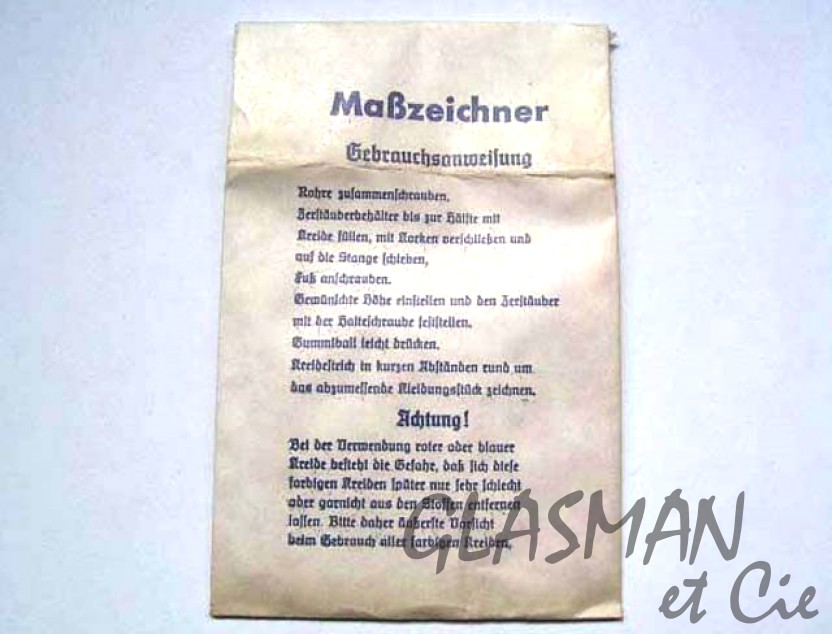 Maßzeichner
Gebrauchsanweisung
Rohre zusammenschrauben.
Zerstäuberbehälter bis zur Hälfte mit
Kreide füllen, mit Korken verschließen und
auf die Stange schieben,
Fuß anschrauben.
Gewünschte Höhe einstellen und den Zerstäuber
mit der Halteschraube feststellen.
Gummiball leicht drücken.
Kreidestrich in kurzen Abständen rund um
das abzumessende Kleidungsstück zeichnen.
Achtung!
Bei der Verwendung roter oder blauer
Kreide besteht die Gefahr, daß sich diese
farbigen Kreiden später nur sehr schlecht
oder garnicht aus den Stoffen entfernen
lassen. Bitte daher äußerste Vorsicht
beim Gebrauch aller farbigen Kreiden.
GLASMAN
et Cie